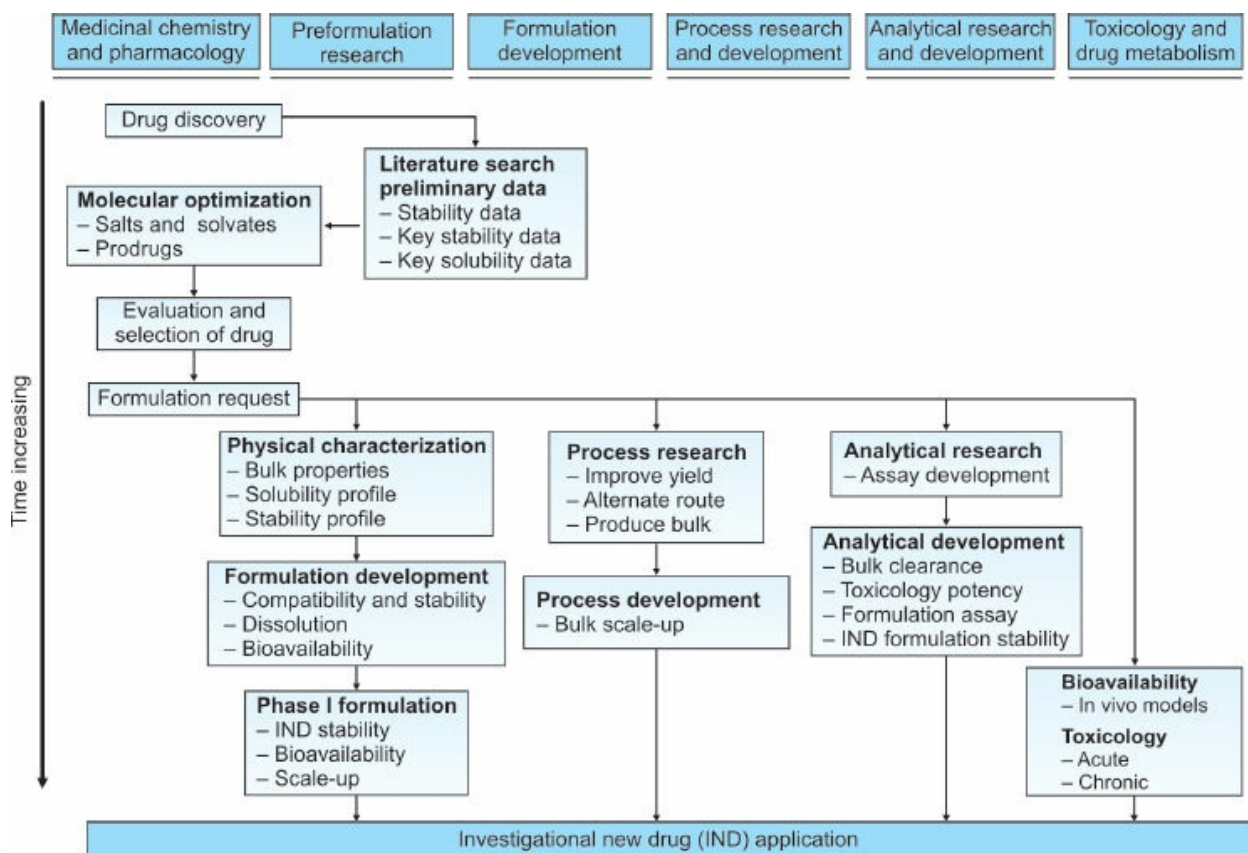 Medicinal chemistry
and pharmacology
Preformulation
research
Formulation
development
Process research
and development
Analytical research
and development
Toxicology and
drug metabolism
Time increasing
Drug discovery
Literature search
preliminary data
– Stability data
– Key stability data
– Key solubility data
Molecular optimization
– Salts and solvates
– Prodrugs
Evaluation and
selection of drug
Formulation request
Physical characterization
– Bulk properties
– Solubility profile
– Stability profile
Formulation development
– Compatibility and stability
– Dissolution
– Bioavailability
Phase I formulation
– IND stability
– Bioavailability
– Scale-up
Process research
– Improve yield
– Alternate route
– Produce bulk
Process development
– Bulk scale-up
Analytical research
– Assay development
Analytical development
– Bulk clearance
– Toxicology potency
– Formulation assay
– IND formulation stability
Bioavailability
– In vivo models
Toxicology
– Acute
– Chronic
Investigational new drug (IND) application